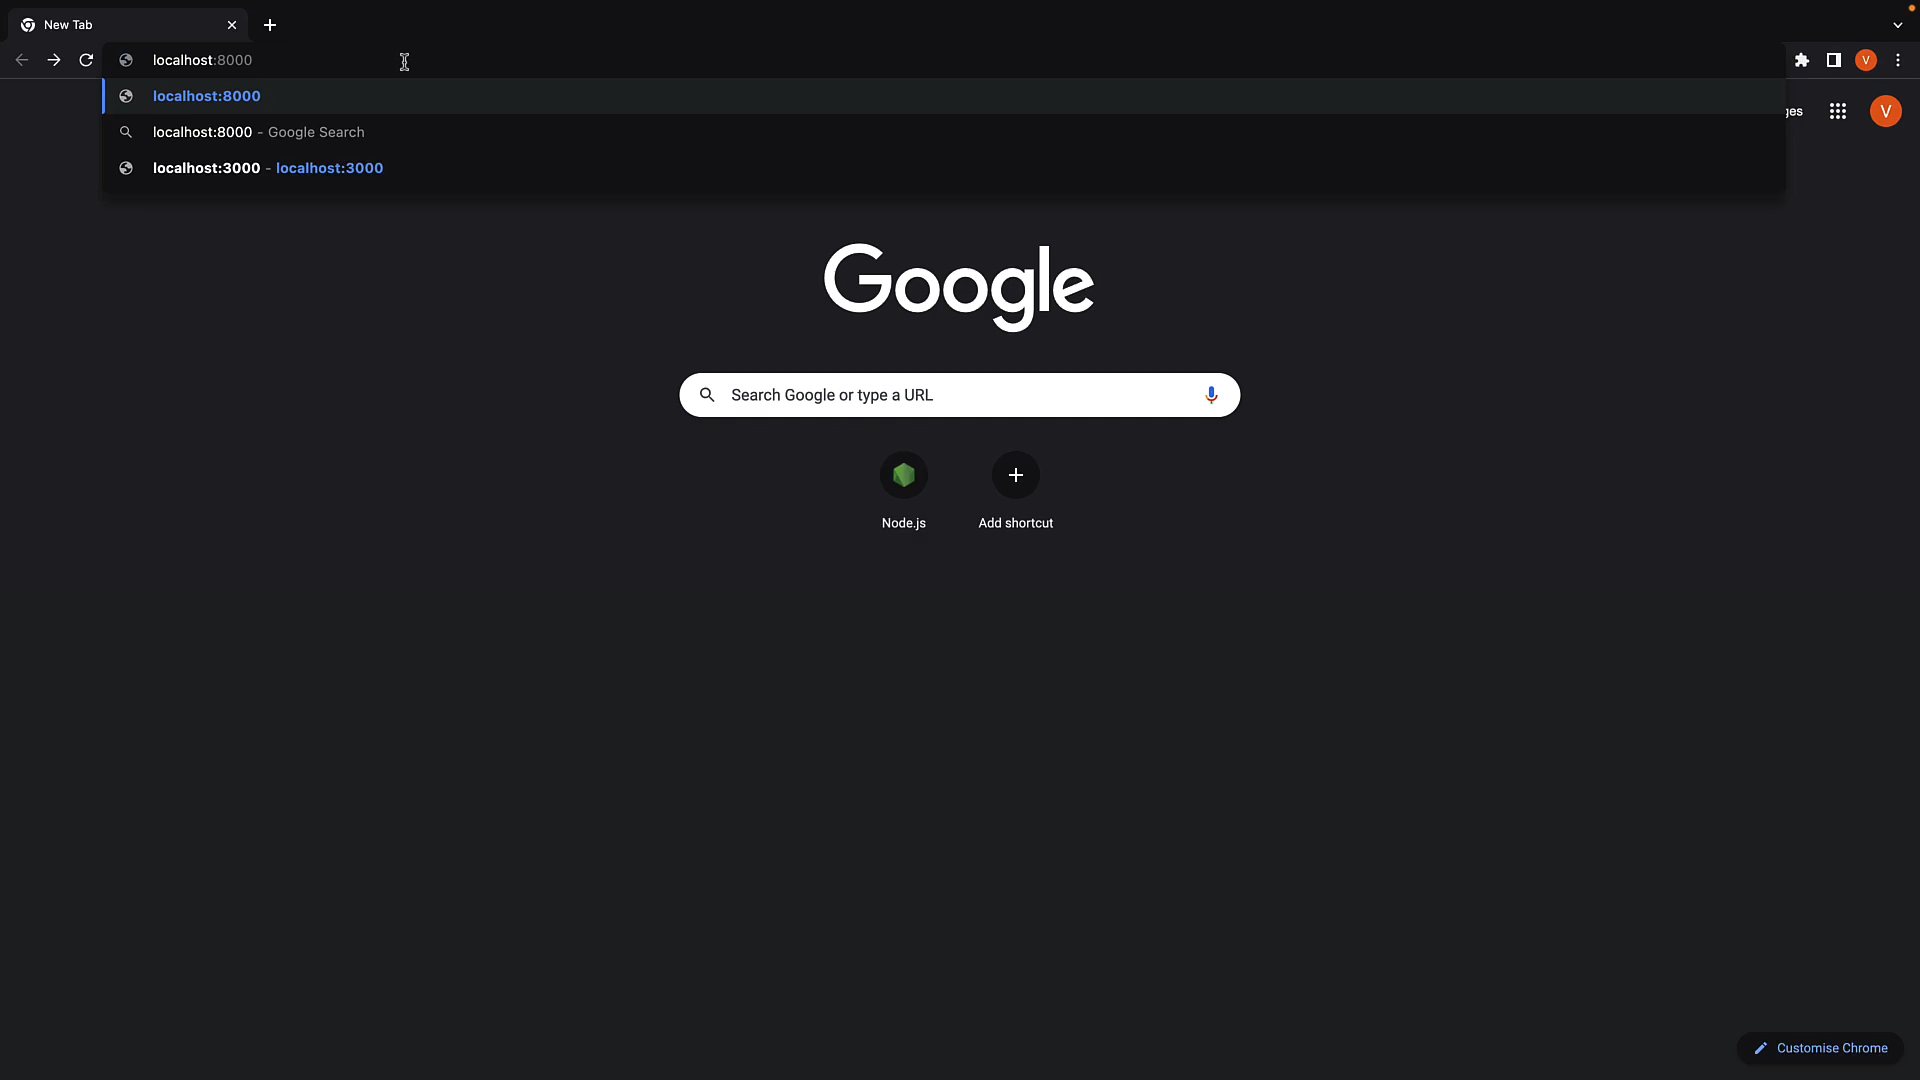 New Tab
localhost:8000
localhost:8000
localhost:8000 - Google Search
localhost:3000 - localhost:3000
V
ges
V
Google
Search Google or type a URL
Node.js
Add shortcut
Customise Chrome